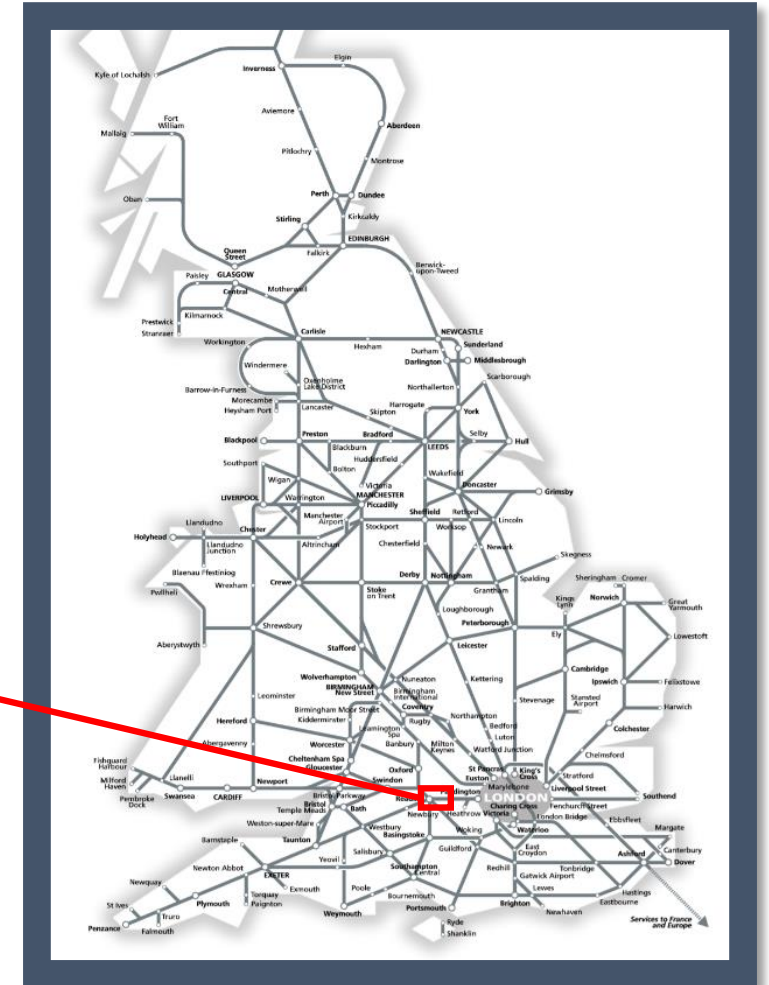 Elgin
Inverness
Kyle of Lochalsh
Aviemore
Fort
William
Aberdeen
Mallaig
Pitlochry
Montrose
Perth
Dundee
Oban
Stirling
Kirkcaldy
EDINBURGH
Queen
Street
Falkirk
Berwick-
upon-Tweed
Paisley
GLASGOW
Central
Motherwell
Prestwick
Kilmarnock
Stranraer
Carlisle
NEWCASTLE
Workington
Hexham
Sunderland
Durham
Darlington
Middlesbrough
Windermere
Scarborough
Oxenholme
Lake District
Barrow-in-Furness
Northallerton
Morecambe
Heysham Port
Lancaster
Harrogate
York
Skipton
Blackpool
Preston
Bradford
Selby
Hull
Blackburn
LEEDS
Huddersfield
Southport
Bolton
Wakefield
Wigan
Victoria
Doncaster
MANCHESTER
Piccadilly
Grimsby
LIVERPOOL
Warrington
Sheffield
Retford
Manchester
Airport
Lincoln
Llandudno
Chester
Stockport
Worksop
Holyhead
Llandudno
Junction
Altrincham
Chesterfield
Newark
Skegness
Blaenau Ffestiniog
Wrexham
Crewe
Derby
Nottingham
Spalding
Sheringham
Cromer
Pwllheli
Stoke
on Trent
Grantham
Kings
Lynn
Norwich
Great
Yarmouth
Loughborough
Peterborough
Shrewsbury
Ely
Lowestoft
Aberystwyth
Stafford
Leicester
Wolverhampton
Cambridge
BIRMINGHAM
New Street
Nuneaton
Kettering
Ipswich
Felixstowe
Birmingham
International
Leominster
Stevenage
Stansted
Airport
Birmingham Moor Street
Coventry
Harwich
Kidderminster
Rugby
Northampton
Hereford
Leamington
Spa
Bedford
Colchester
Worcester
Banbury
Milton
Keynes
Luton
Abergavenny
Watford Junction
Chelmsford
Cheltenham Spa
Fishguard
Harbour
Gloucester
Oxford
St Pancras
King's
Cross
Euston
Stratford
Milford
Haven
Llanelli
Swindon
Marylebone
Liverpool Street
Newport
Paddington
LONDON
Pembroke
Dock
Swansea
CARDIFF
Bristol Parkway
Fenchurch Street
Southend
Bristol
Temple Meads
Bath
Newbury
Heathrow
Victoria
Charing Cross
London Bridge
Ebbsfleet
Weston-super-Mare
Westbury
Woking
Waterloo
Margate
Barnstaple
Taunton
Basingstoke
Guildford
East
Croydon
Canterbury
Yeovil
Salisbury
Ashford
Dover
Newton Abbot
EXETER
Southampton
Central
Redhill
Tonbridge
Gatwick Airport
Newquay
Exmouth
Poole
Lewes
Hastings
Torquay
Paignton
Bournemouth
Eastbourne
St Ives
Plymouth
Portsmouth
Brighton
Newhaven
Truro
Weymouth
Penzance
Falmouth
Ryde
Shanklin
Services to France
and Europe